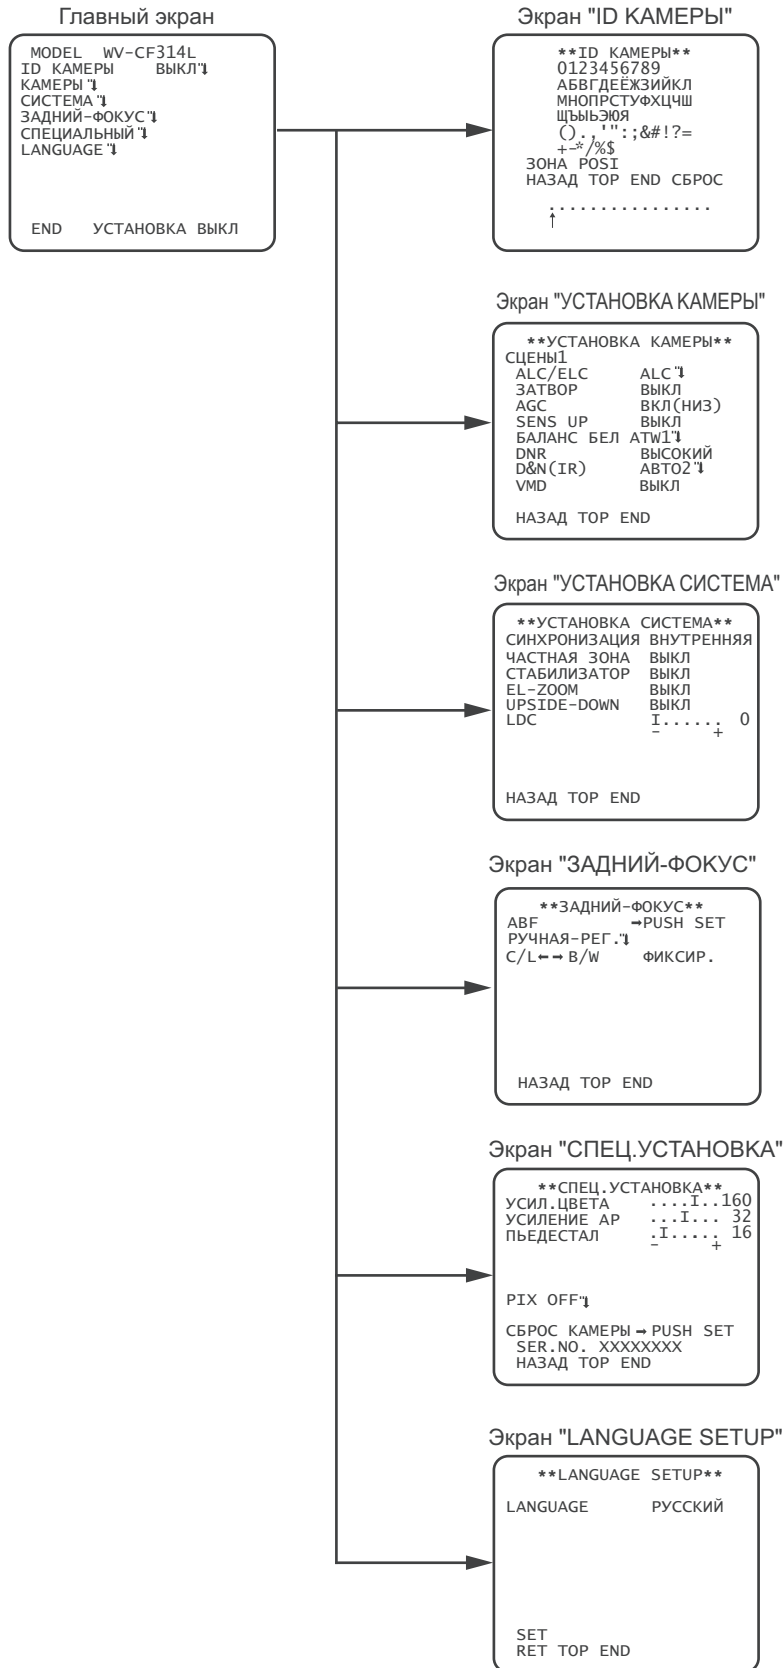 Главный экран
MODEL WV-CF314L
ID КАМЕРЫ ВЫКЛ
КАМЕРЫ
СИСТЕМА
ЗАДНИЙ-ФОКУС
СПЕЦИАЛЬНЫЙ
LANGUAGE
END УСТАНОВКА ВЫКЛ
Экран "ID КАМЕРЫ"
**ID КАМЕРЫ**
0123456789
АБВГДЕЁЖЗИЙКЛ
МНОПРСТУФХЦЧШ
ЩЪЫЬЭЮЯ
().,'":;&#!?=
+-*/%$
ЗОНА POSI
НАЗАД TOP END СБРОС
................
↑
Экран "УСТАНОВКА КАМЕРЫ"
**УСТАНОВКА КАМЕРЫ**
СЦЕНЫ1
ALC/ELC ALC
ЗАТВОР ВЫКЛ
AGC ВКЛ(НИЗ)
SENS UP ВЫКЛ
БАЛАНС БЕЛ ATW1
DNR ВЫСОКИЙ
D&N(IR) АВТО2
VMD ВЫКЛ
НАЗАД TOP END
Экран "УСТАНОВКА СИСТЕМА"
**УСТАНОВКА СИСТЕМА**
СИНХРОНИЗАЦИЯ ВНУТРЕННЯЯ
ЧАСТНАЯ ЗОНА ВЫКЛ
СТАБИЛИЗАТОР ВЫКЛ
EL-ZOOM ВЫКЛ
UPSIDE-DOWN ВЫКЛ
LDC I...... 0
- +
НАЗАД TOP END
Экран "ЗАДНИЙ-ФОКУС"
**ЗАДНИЙ-ФОКУС**
ABF →PUSH SET
РУЧНАЯ-РЕГ.
C/L←→B/W ФИКСИР.
НАЗАД TOP END
Экран "СПЕЦ.УСТАНОВКА"
**СПЕЦ.УСТАНОВКА**
УСИЛ.ЦВЕТА ....I..160
УСИЛЕНИЕ АР ...I... 32
ПЬЕДЕСТАЛ .I..... 16
- +
PIX OFF
СБРОС КАМЕРЫ→PUSH SET
SER.NO. XXXXXXXX
НАЗАД TOP END
Экран "LANGUAGE SETUP"
**LANGUAGE SETUP**
LANGUAGE РУССКИЙ
SET
RET TOP END